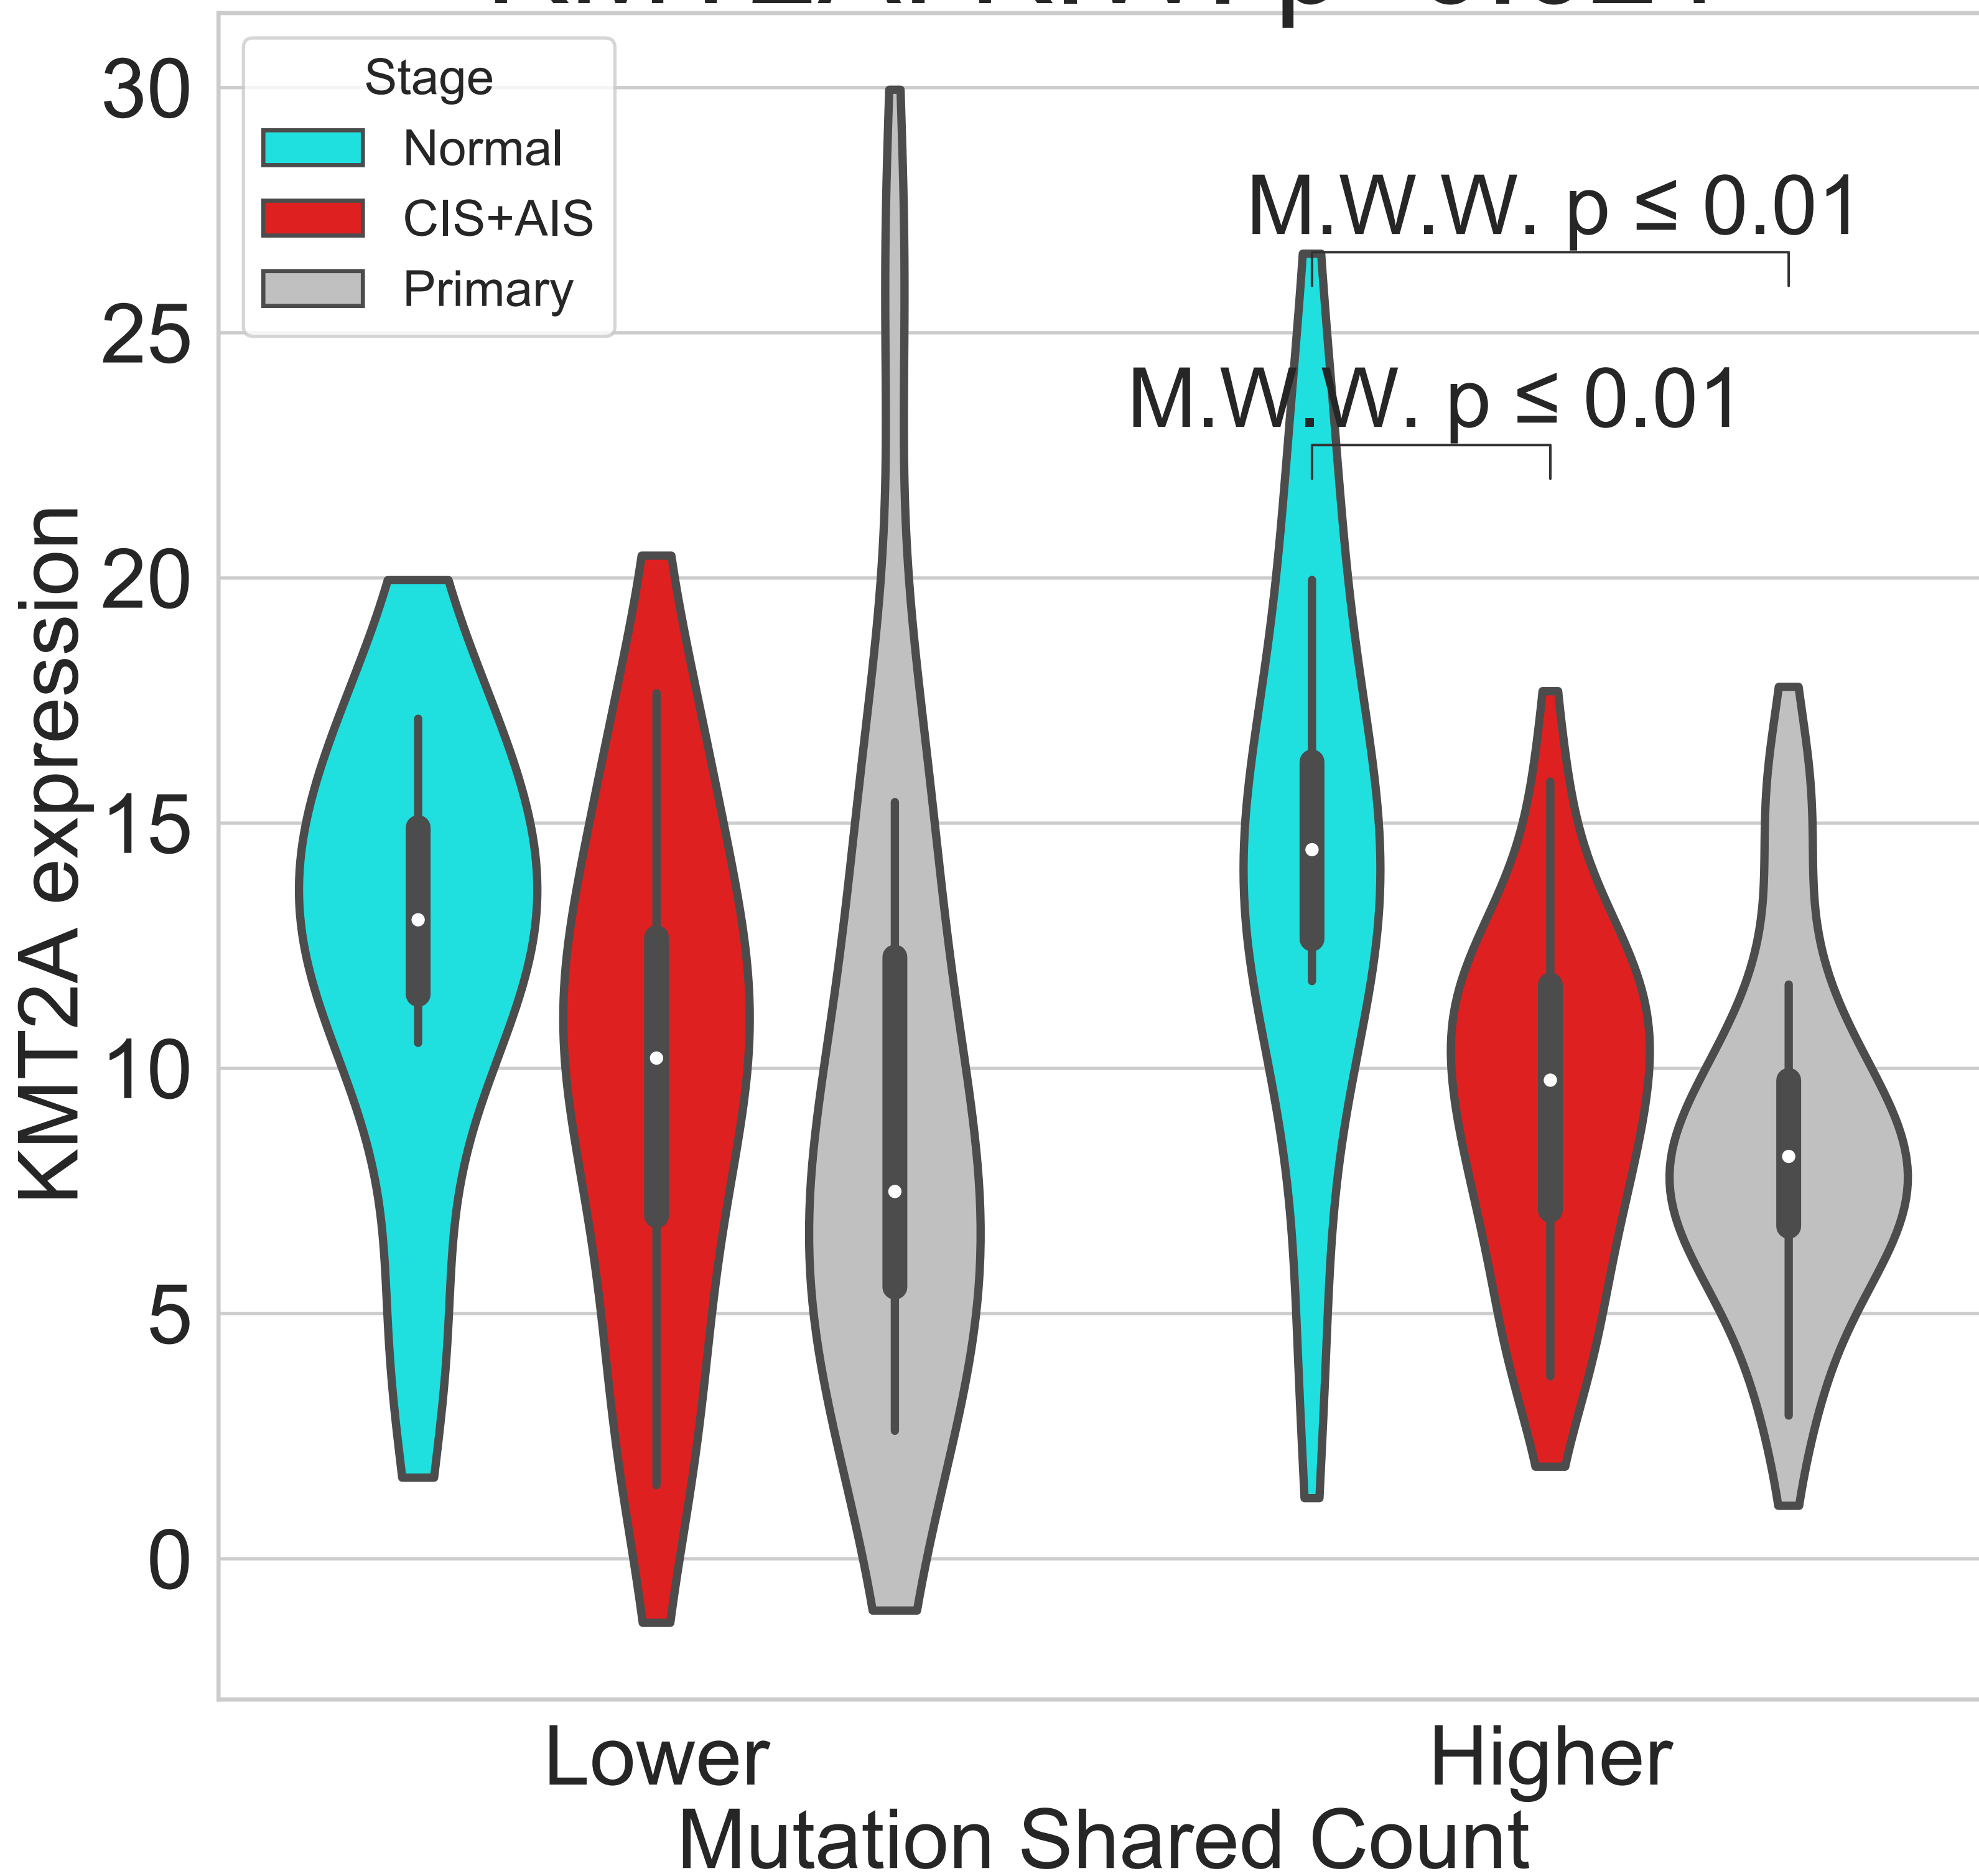 Stage
Normal
CIS+AIS
Primary
M.W.W. p ≤ 0.01
M.W.W. p ≤ 0.01
KMT2A expression
30
25
20
15
10
5
0
Lower
Higher
Mutation Shared Count